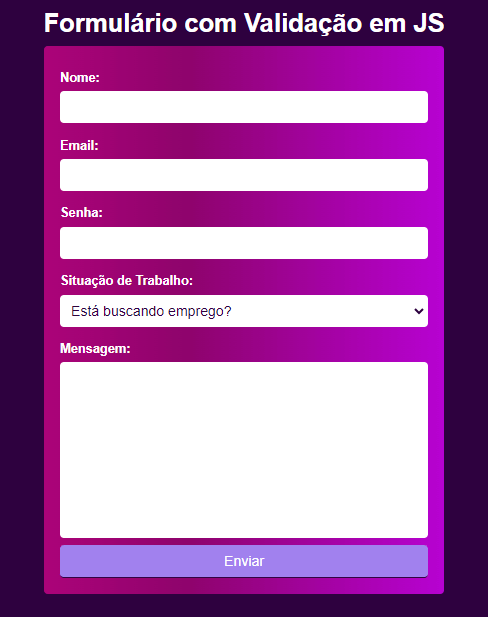 Formulário com Validação em JS
Nome:
Email:
Senha:
Situação de Trabalho:
Está buscando emprego?
Mensagem:
Enviar